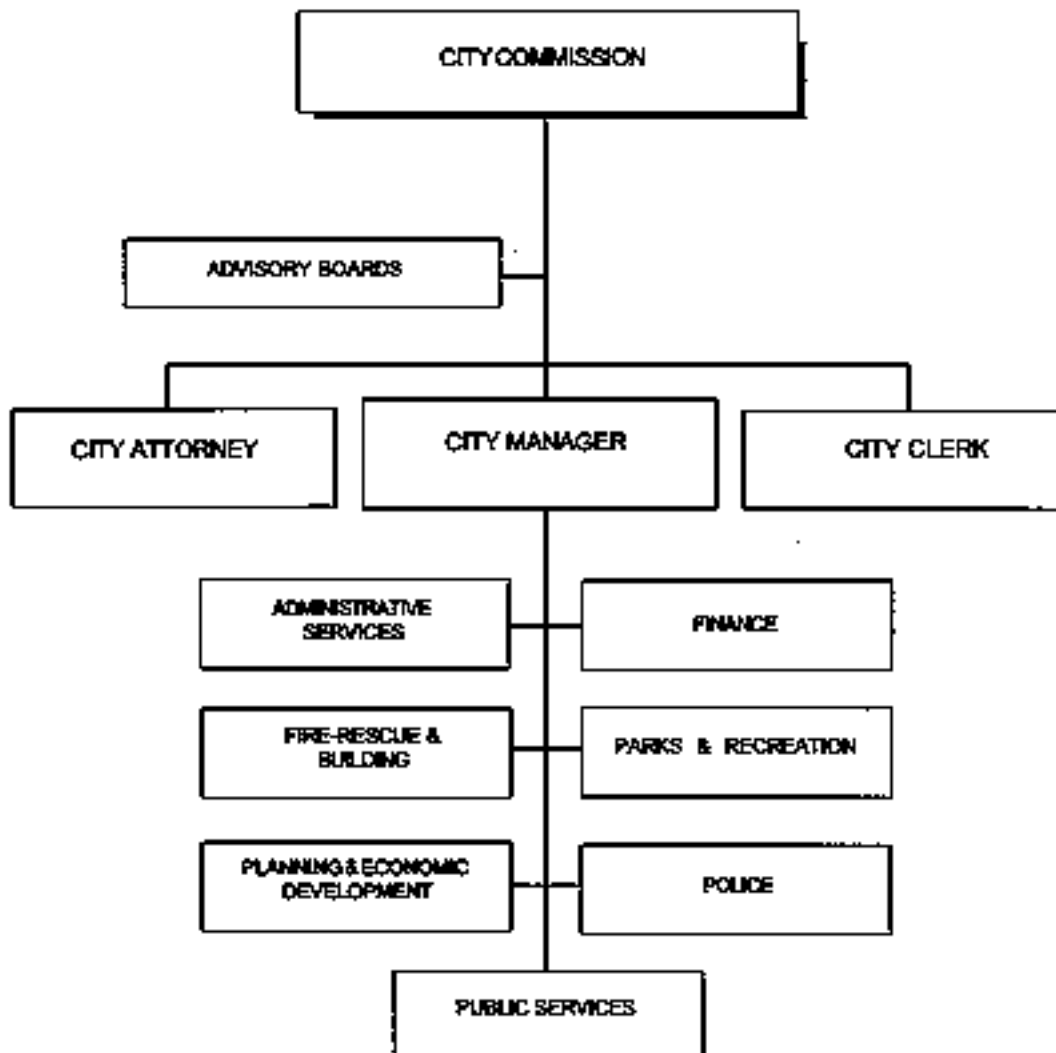 CITY COMMISSION
ADVISORY BOARDS
CITY ATTORNEY
CITY MANAGER
CITY CLERK
ADMINISTRATIVE
SERVICES
FINANCE
FIRE-RESCUE &
BUILDING
PARKS & RECREATION
PLANNING & ECONOMIC
DEVELOPMENT
POLICE
PUBLIC SERVICES